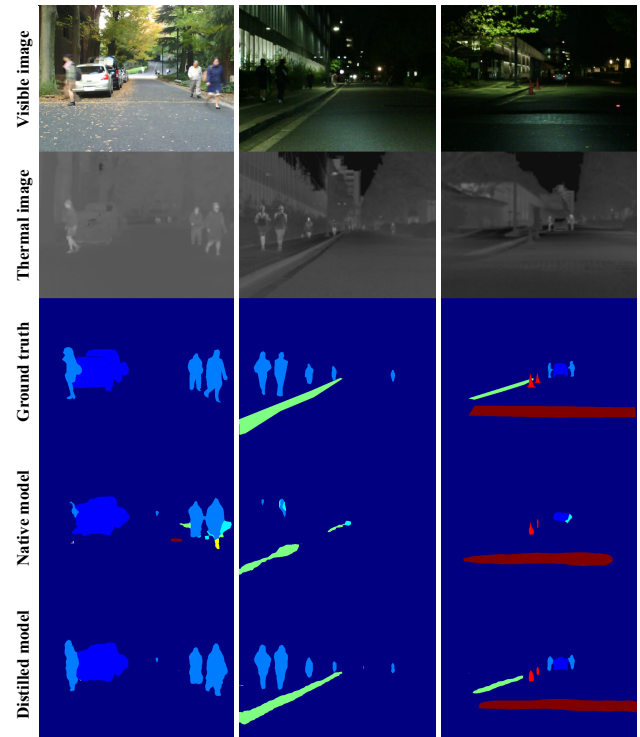 Visible image
Thermal image
Ground truth
Native model
Distilled model